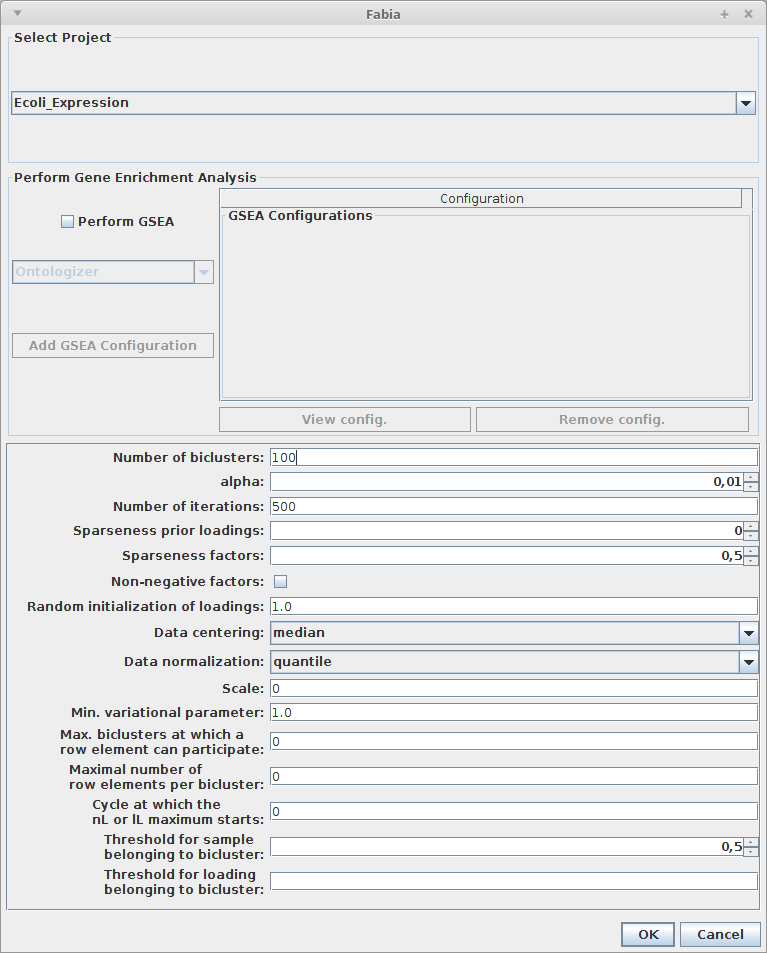 Fabia
Select Project
Ecoli_Expression
Perform Gene Enrichment Analysis
Configuration
Perform GSEA
GSEA Configurations
Ontologizer
Add GSEA Configuration
View config.
Remove config.
Number of biclusters: 100
alpha: 0,01
Number of iterations: 500
Sparseness prior loadings: 0
Sparseness factors: 0,5
Non-negative factors:
Random initialization of loadings: 1.0
Data centering: median
Data normalization: quantile
Scale: 0
Min. variational parameter: 1.0
Max. biclusters at which a
row element can participate: 0
Maximal number of
row elements per bicluster: 0
Cycle at which the
nL or lL maximum starts: 0
Threshold for sample
belonging to bicluster: 0,5
Threshold for loading
belonging to bicluster:
OK
Cancel